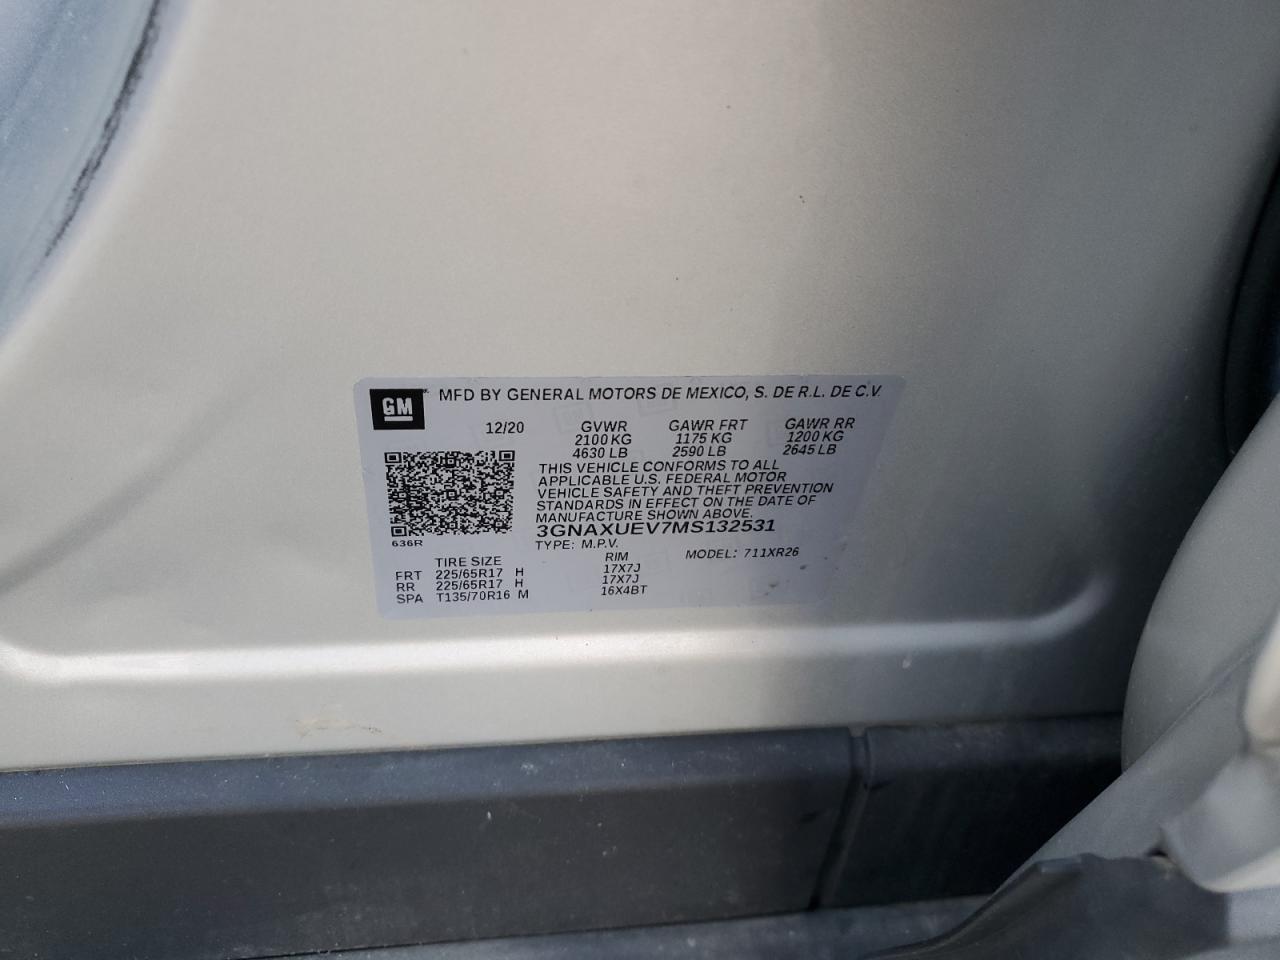 GM MFD BY GENERAL MOTORS DE MEXICO, S. DE R.L. DE C.V.
12/20 GVWR GAWR FRT GAWR RR
2100 KG 1175 KG 1200 KG
4630 LB 2590 LB 2645 LB
THIS VEHICLE CONFORMS TO ALL
APPLICABLE U.S. FEDERAL MOTOR
VEHICLE SAFETY AND THEFT PREVENTION
STANDARDS IN EFFECT ON THE DATE OF
MANUFACTURE SHOWN ABOVE.
3GNAXUEV7MS132531
636R TYPE: M.P.V. MODEL: 711XR26
TIRE SIZE RIM
FRT 225/65R17 H 17X7J
RR 225/65R17 H 17X7J
SPA T135/70R16 M 16X4BT